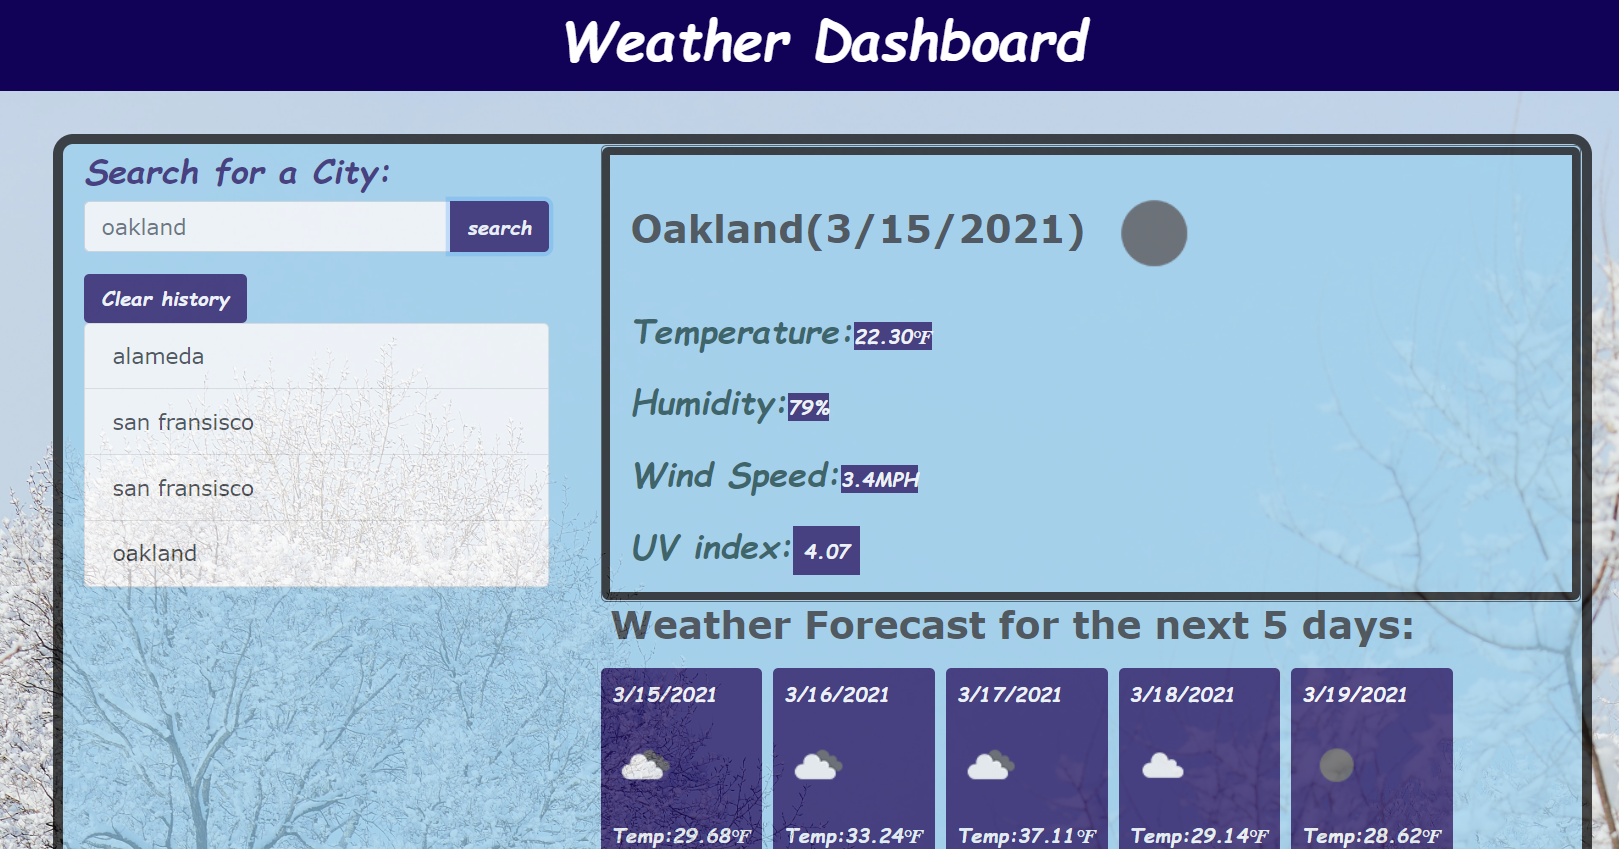 Weather Dashboard
Search for a City:
oakland
search
Clear history
alameda
san fransisco
san fransisco
oakland
Oakland(3/15/2021)
Temperature:22.30°F
Humidity:79%
Wind Speed:3.4MPH
UV index: 4.07
Weather Forecast for the next 5 days:
3/15/2021
Temp:29.68°F
3/16/2021
Temp:33.24°F
3/17/2021
Temp:37.11°F
3/18/2021
Temp:29.14°F
3/19/2021
Temp:28.62°F